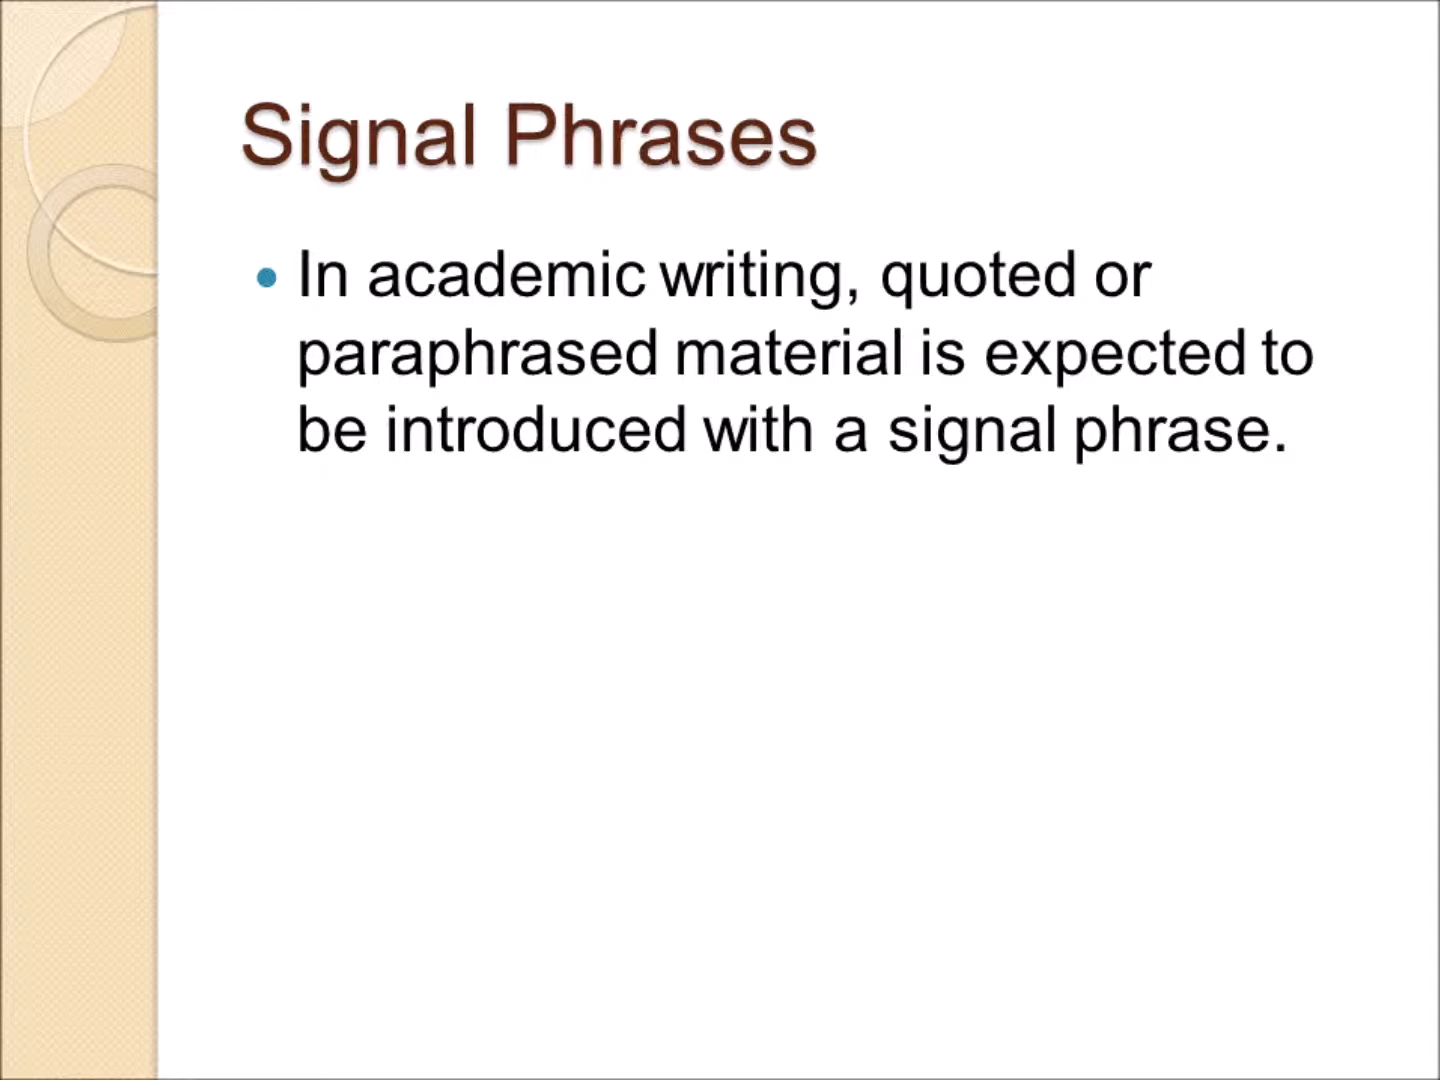 Signal Phrases
• In academic writing, quoted or
paraphrased material is expected to
be introduced with a signal phrase.